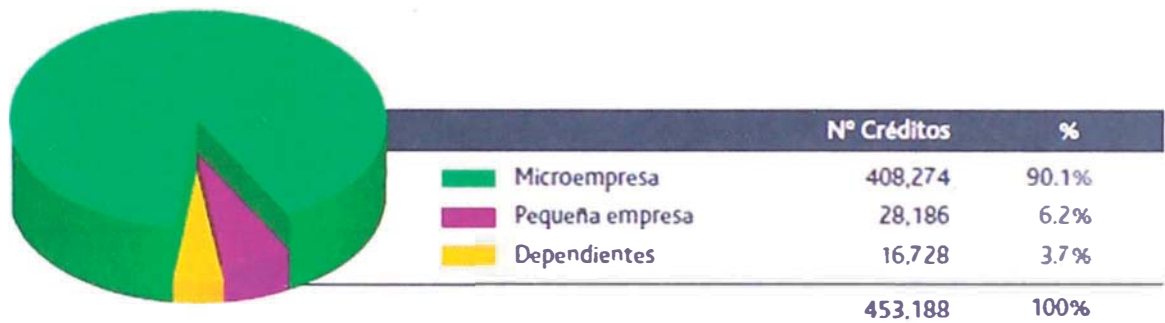 Nº Créditos %
Microempresa 408,274 90.1%
Pequeña empresa 28,186 6.2%
Dependientes 16,728 3.7%
453,188 100%